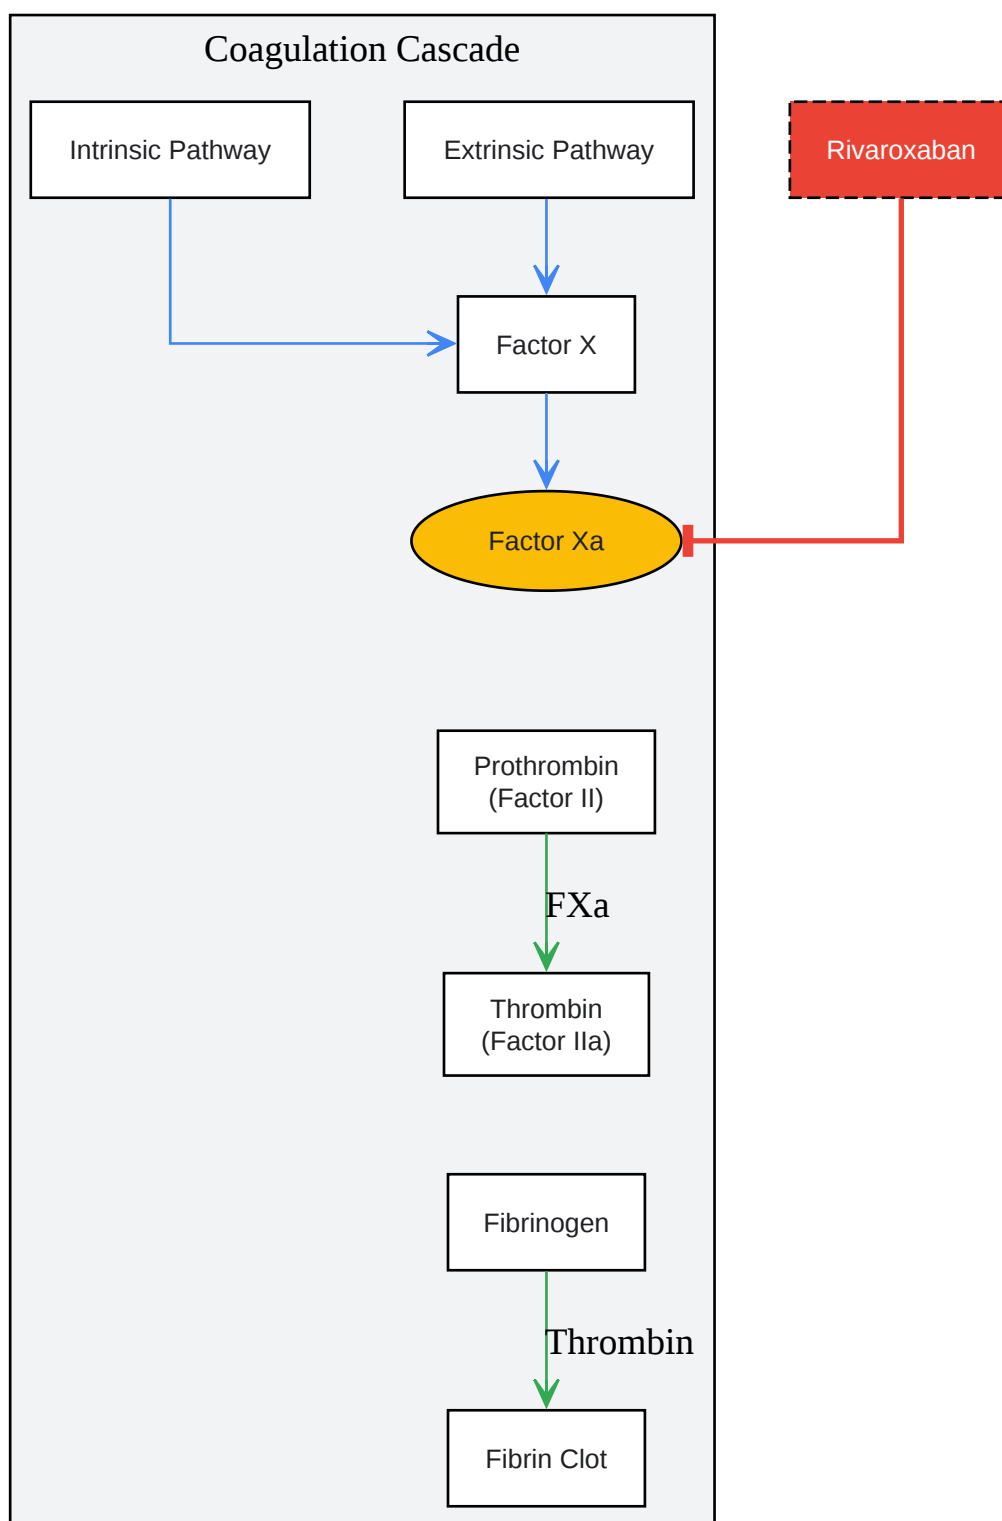 Coagulation Cascade
Intrinsic Pathway
Extrinsic Pathway
Rivaroxaban
Factor X
Factor Xa
Prothrombin
(Factor II)
FXa
Thrombin
(Factor IIa)
Fibrinogen
Thrombin
Fibrin Clot